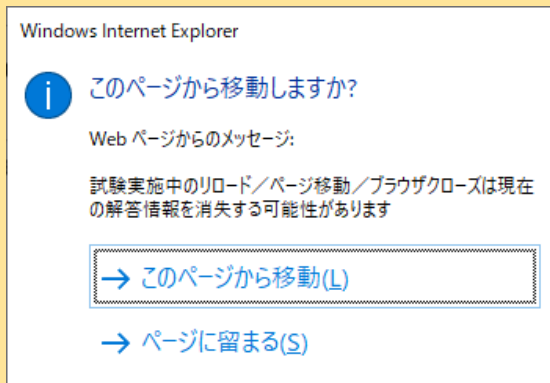 Windows Internet Explorer
このページから移動しますか?
Web ページからのメッセージ:
試験実施中のリロード／ページ移動／ブラウザクローズは現在
の解答情報を消失する可能性があります
→ このページから移動(L)
→ ページに留まる(S)